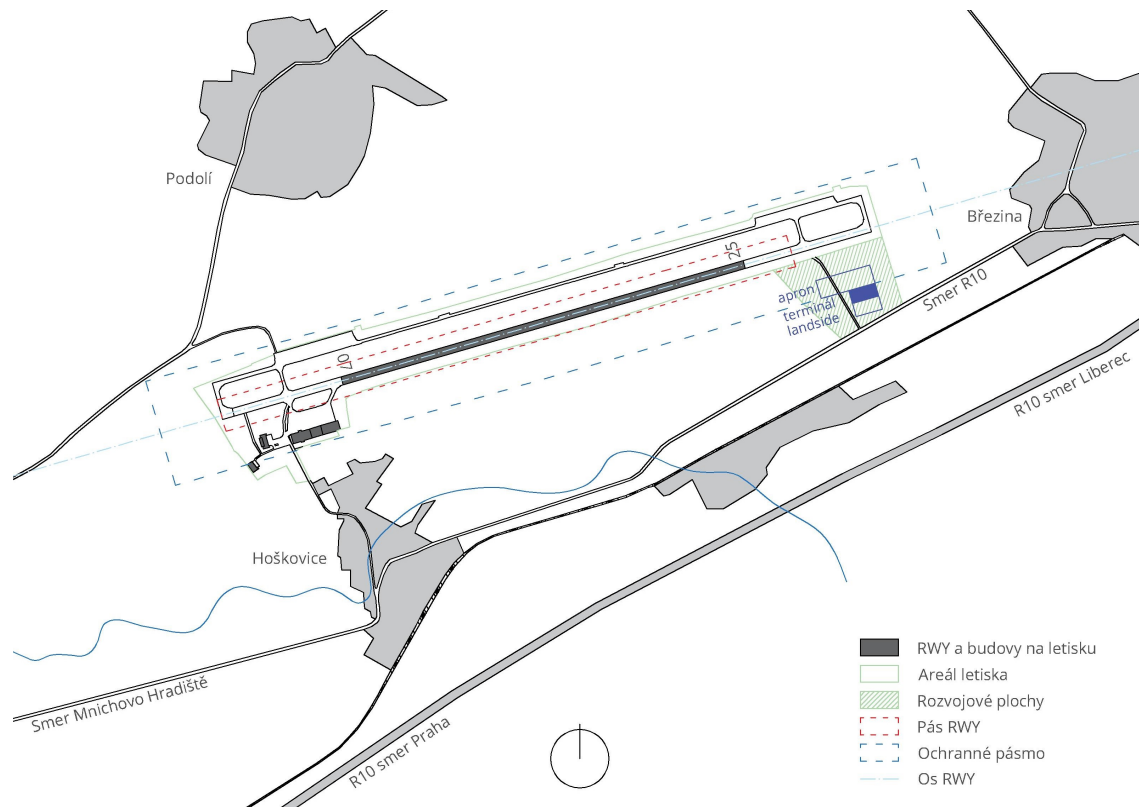 Podolí
Březina
25
apron
terminál
landside
Smer R10
07
R10 smer Liberec
Hoškovice
Smer Mnichovo Hradiště
R10 smer Praha
RWY a budovy na letisku
Areál letiska
Rozvojové plochy
Pás RWY
Ochranné pásmo
Os RWY